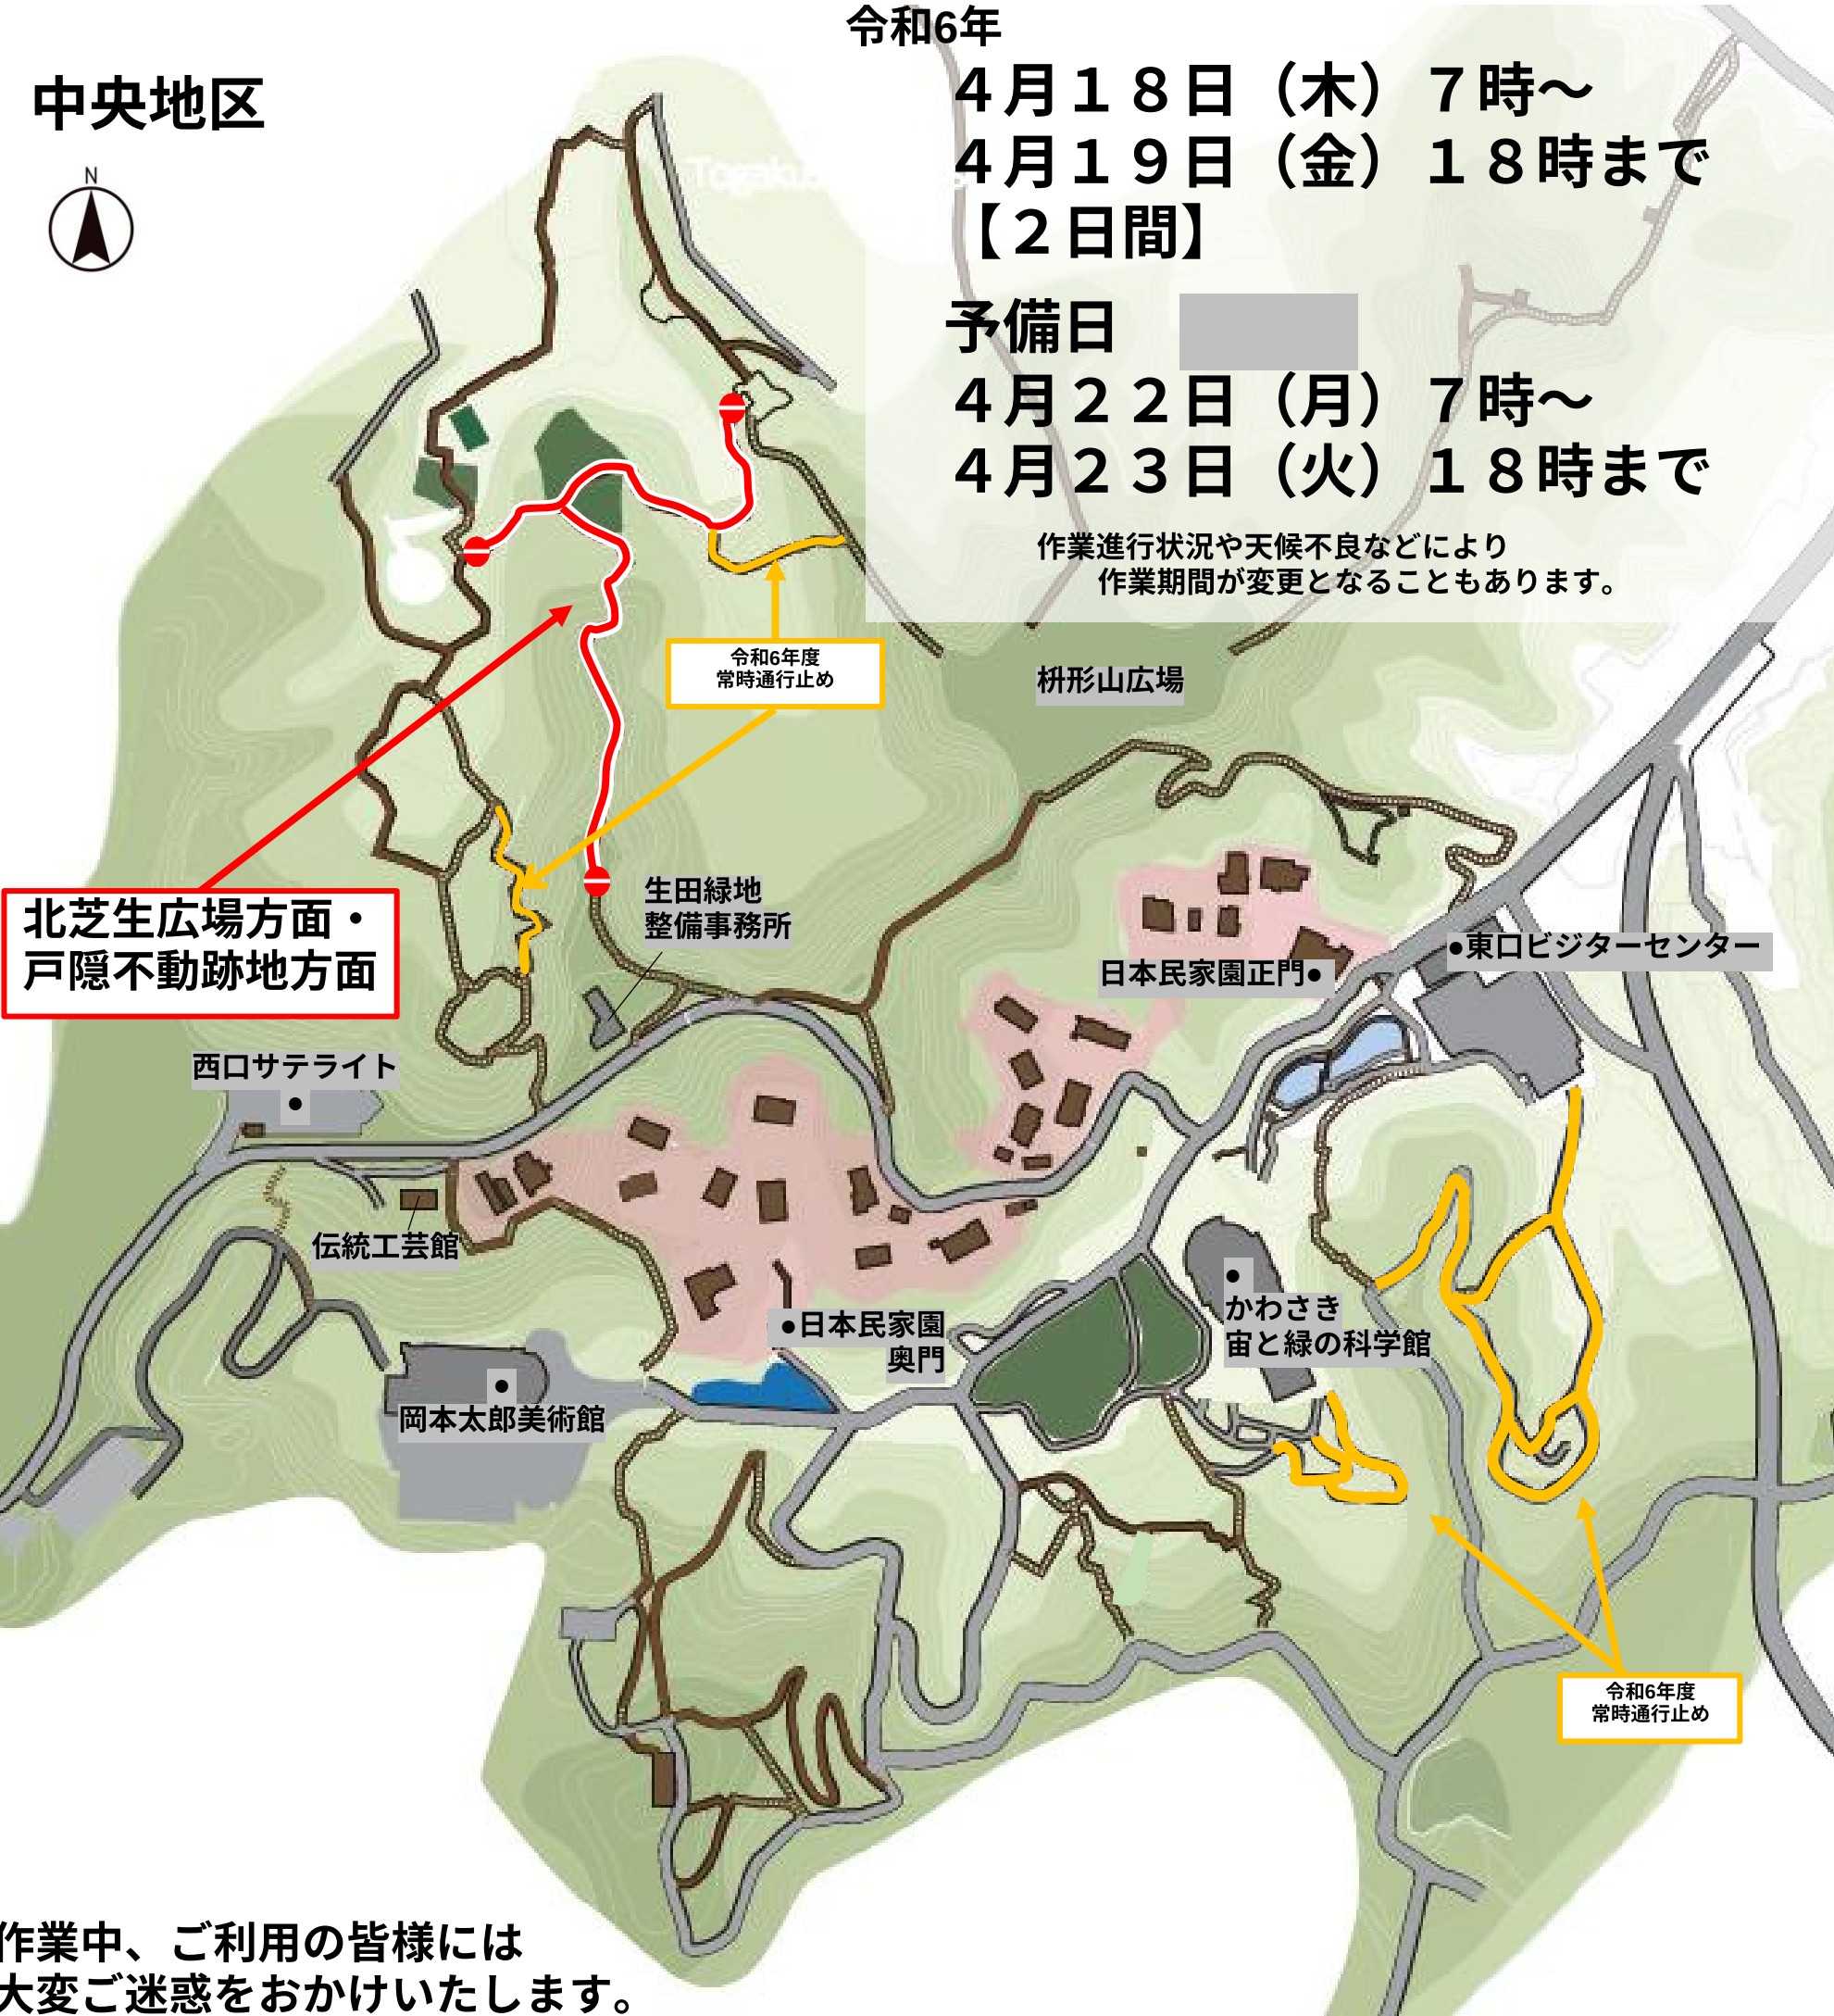 令和6年
中央地区
N
４月１８日（木）７時～
４月１９日（金）１８時まで
【２日間】
予備日
４月２２日（月）７時～
４月２３日（火）１８時まで
作業進行状況や天候不良などにより
作業期間が変更となることもあります。
令和6年度
常時通行止め
枡形山広場
生田緑地
整備事務所
北芝生広場方面・
戸隠不動跡地方面
●東口ビジターセンター
日本民家園正門●
西口サテライト
●
伝統工芸館
●
かわさき
宙と緑の科学館
●日本民家園
奥門
●
岡本太郎美術館
令和6年度
常時通行止め
作業中、ご利用の皆様には
大変ご迷惑をおかけいたします。